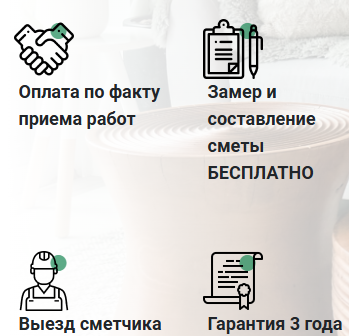 Оплата по факту
приема работ
Замер и
составление
сметы
БЕСПЛАТНО
Выезд сметчика
Гарантия 3 года